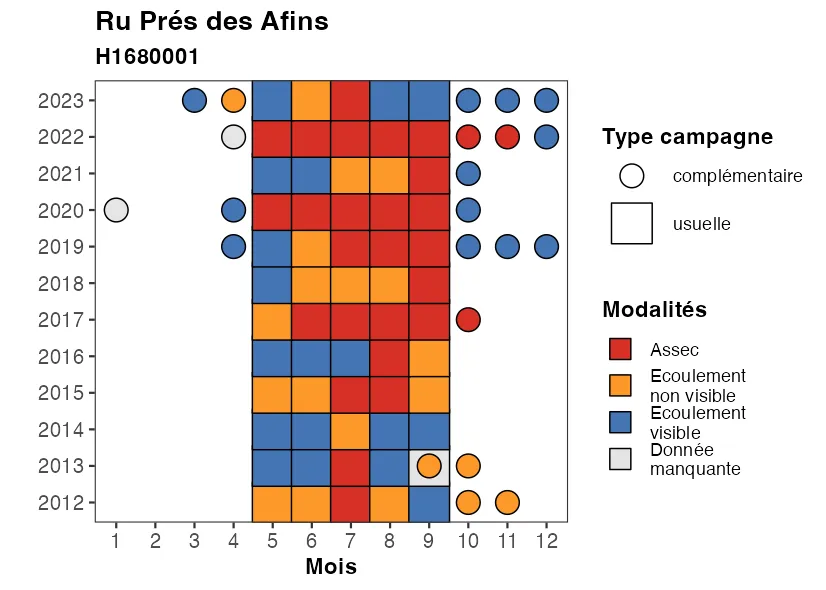 Ru Prés des Afins
H1680001
2023
2022
2021
2020
2019
2018
2017
2016
2015
2014
2013
2012
1 2 3 4 5 6 7 8 9 10 11 12
Mois
Type campagne
complémentaire
usuelle
Modalités
Assec
Ecoulement
non visible
Ecoulement
visible
Donnée
manquante